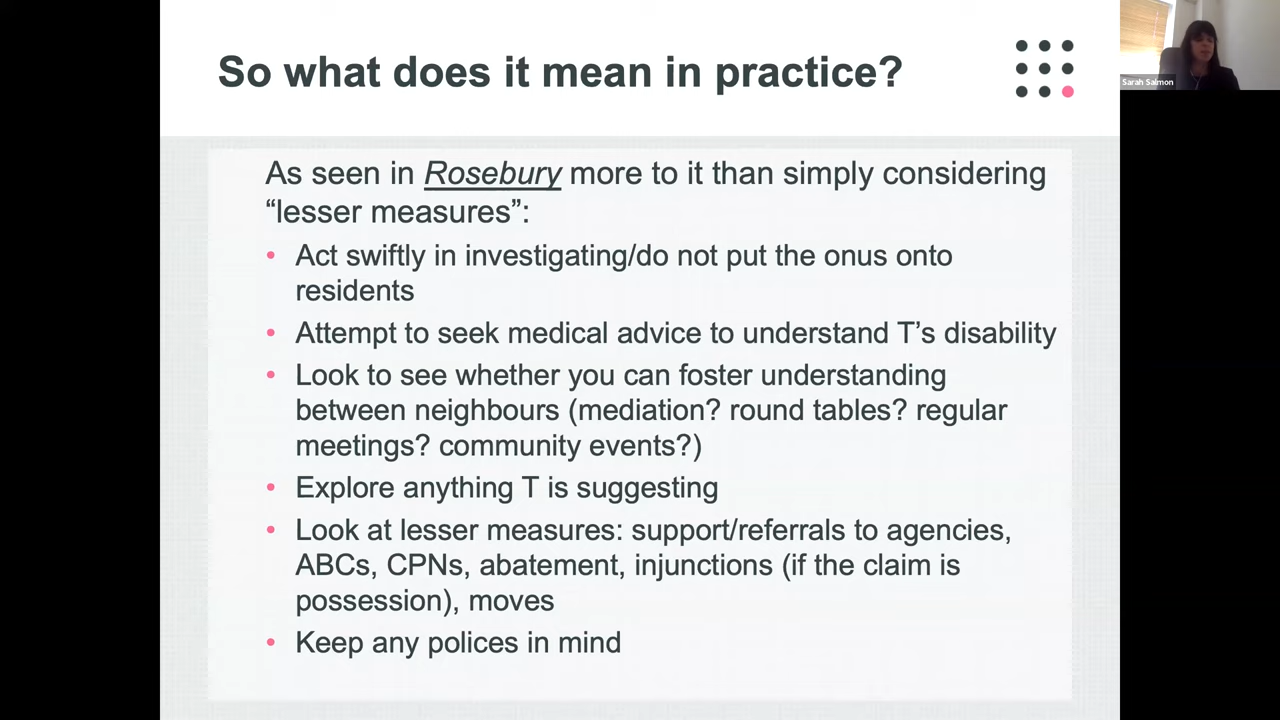 So what does it mean in practice?
Sarah Salmon
As seen in Rosebury more to it than simply considering
“lesser measures”:
• Act swiftly in investigating/do not put the onus onto
residents
• Attempt to seek medical advice to understand T’s disability
• Look to see whether you can foster understanding
between neighbours (mediation? round tables? regular
meetings? community events?)
• Explore anything T is suggesting
• Look at lesser measures: support/referrals to agencies,
ABCs, CPNs, abatement, injunctions (if the claim is
possession), moves
• Keep any polices in mind